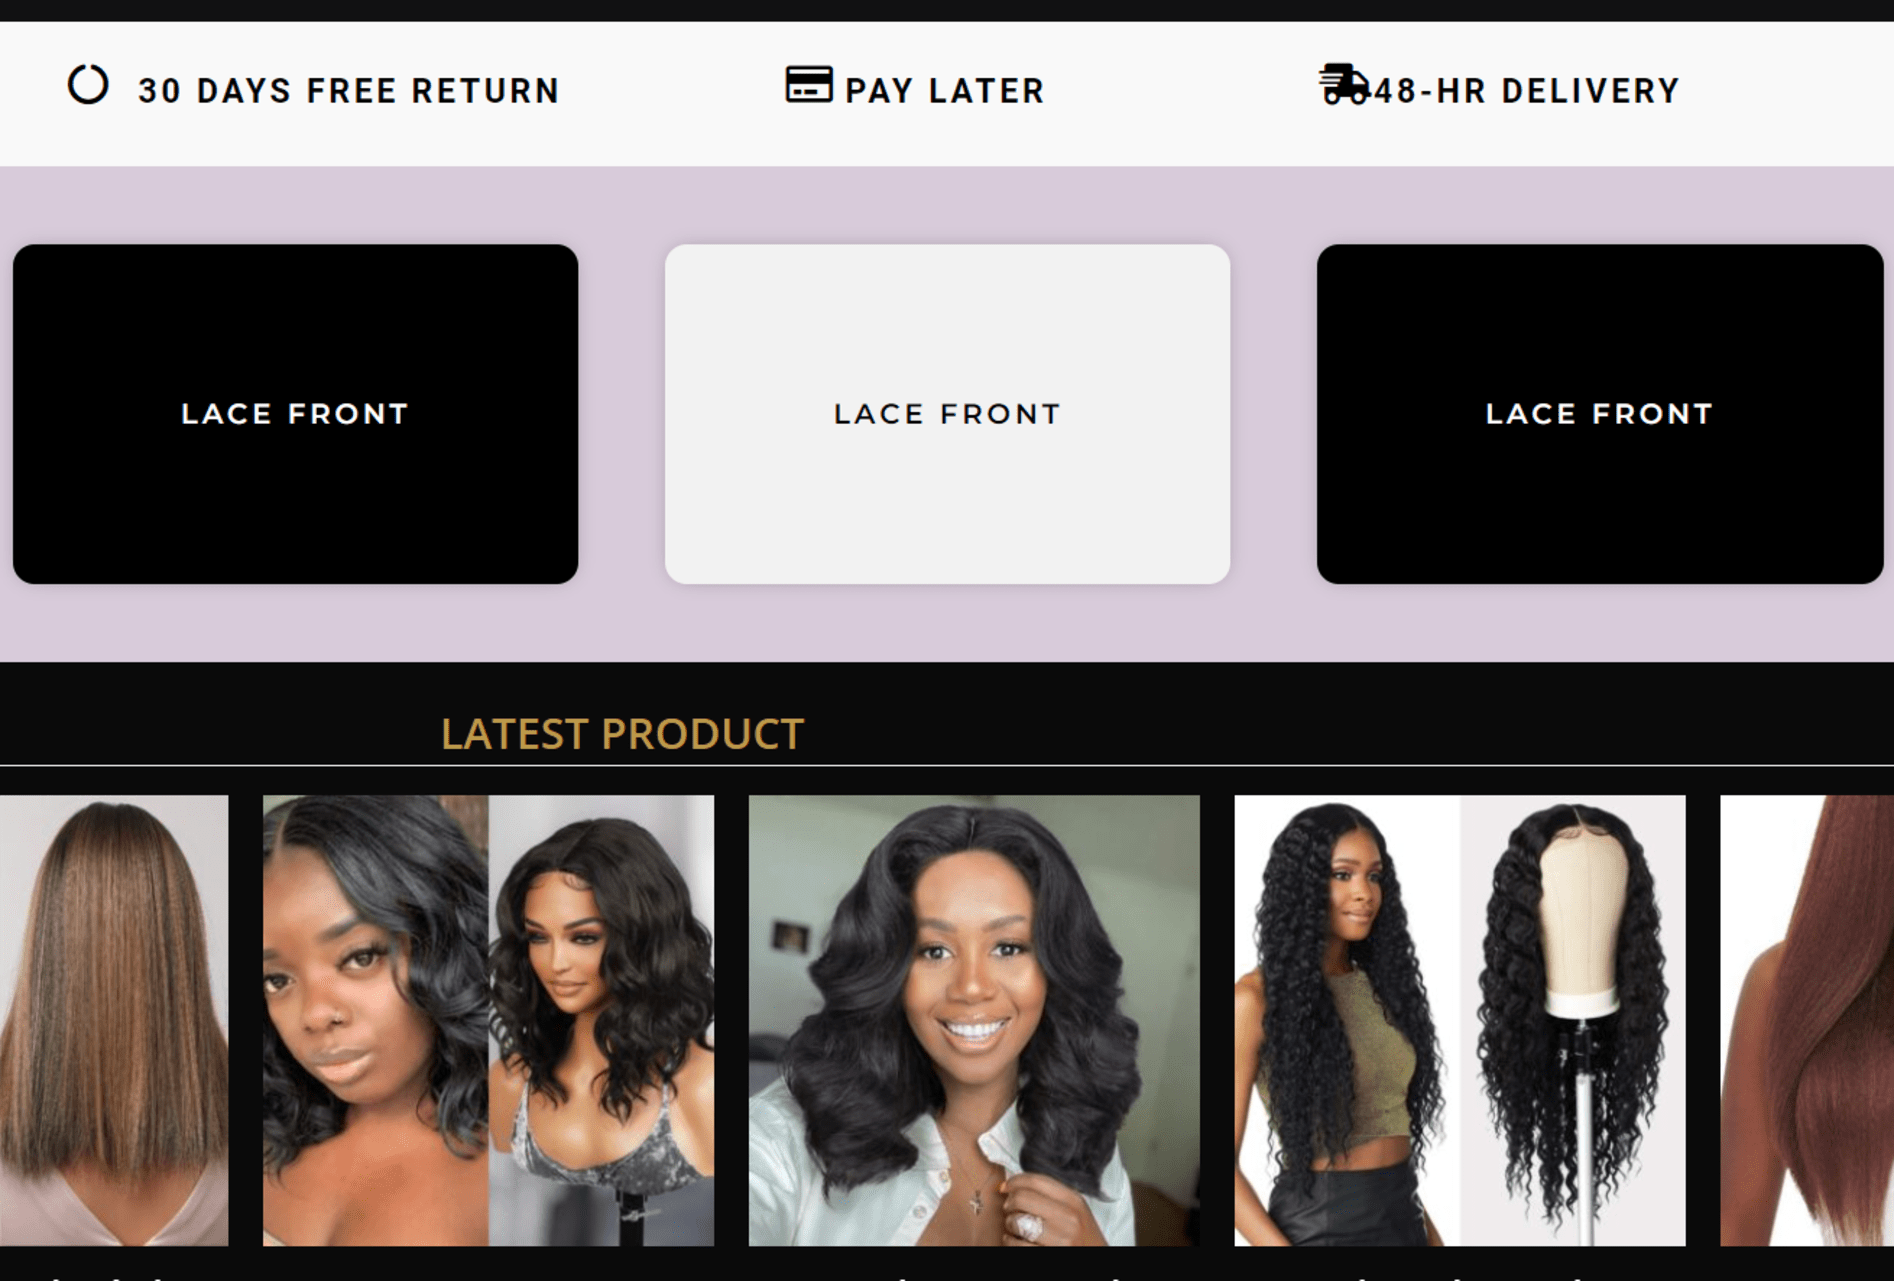 30 DAYS FREE RETURN
PAY LATER
48-HR DELIVERY
LACE FRONT
LACE FRONT
LACE FRONT
LATEST PRODUCT